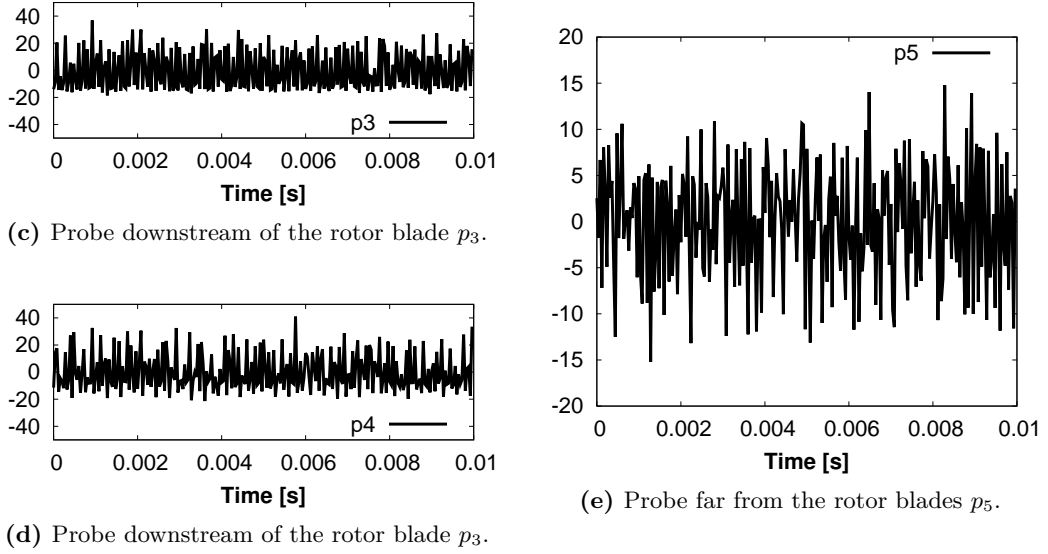 40
20
0
-20
-40
p3
0 0.002 0.004 0.006 0.008 0.01
Time [s]
(c) Probe downstream of the rotor blade p₃.
40
20
0
-20
-40
p4
0 0.002 0.004 0.006 0.008 0.01
Time [s]
(d) Probe downstream of the rotor blade p₃.
20
15
10
5
0
-5
-10
-15
-20
p5
0 0.002 0.004 0.006 0.008 0.01
Time [s]
(e) Probe far from the rotor blades p₅.